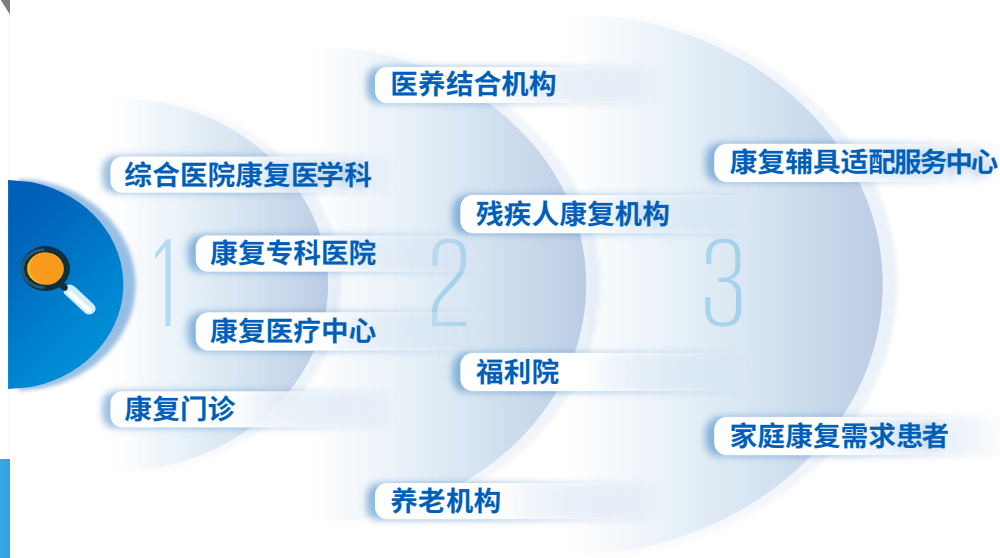 1
综合医院康复医学科
康复专科医院
康复医疗中心
康复门诊
2
医养结合机构
残疾人康复机构
福利院
养老机构
3
康复辅具适配服务中心
家庭康复需求患者